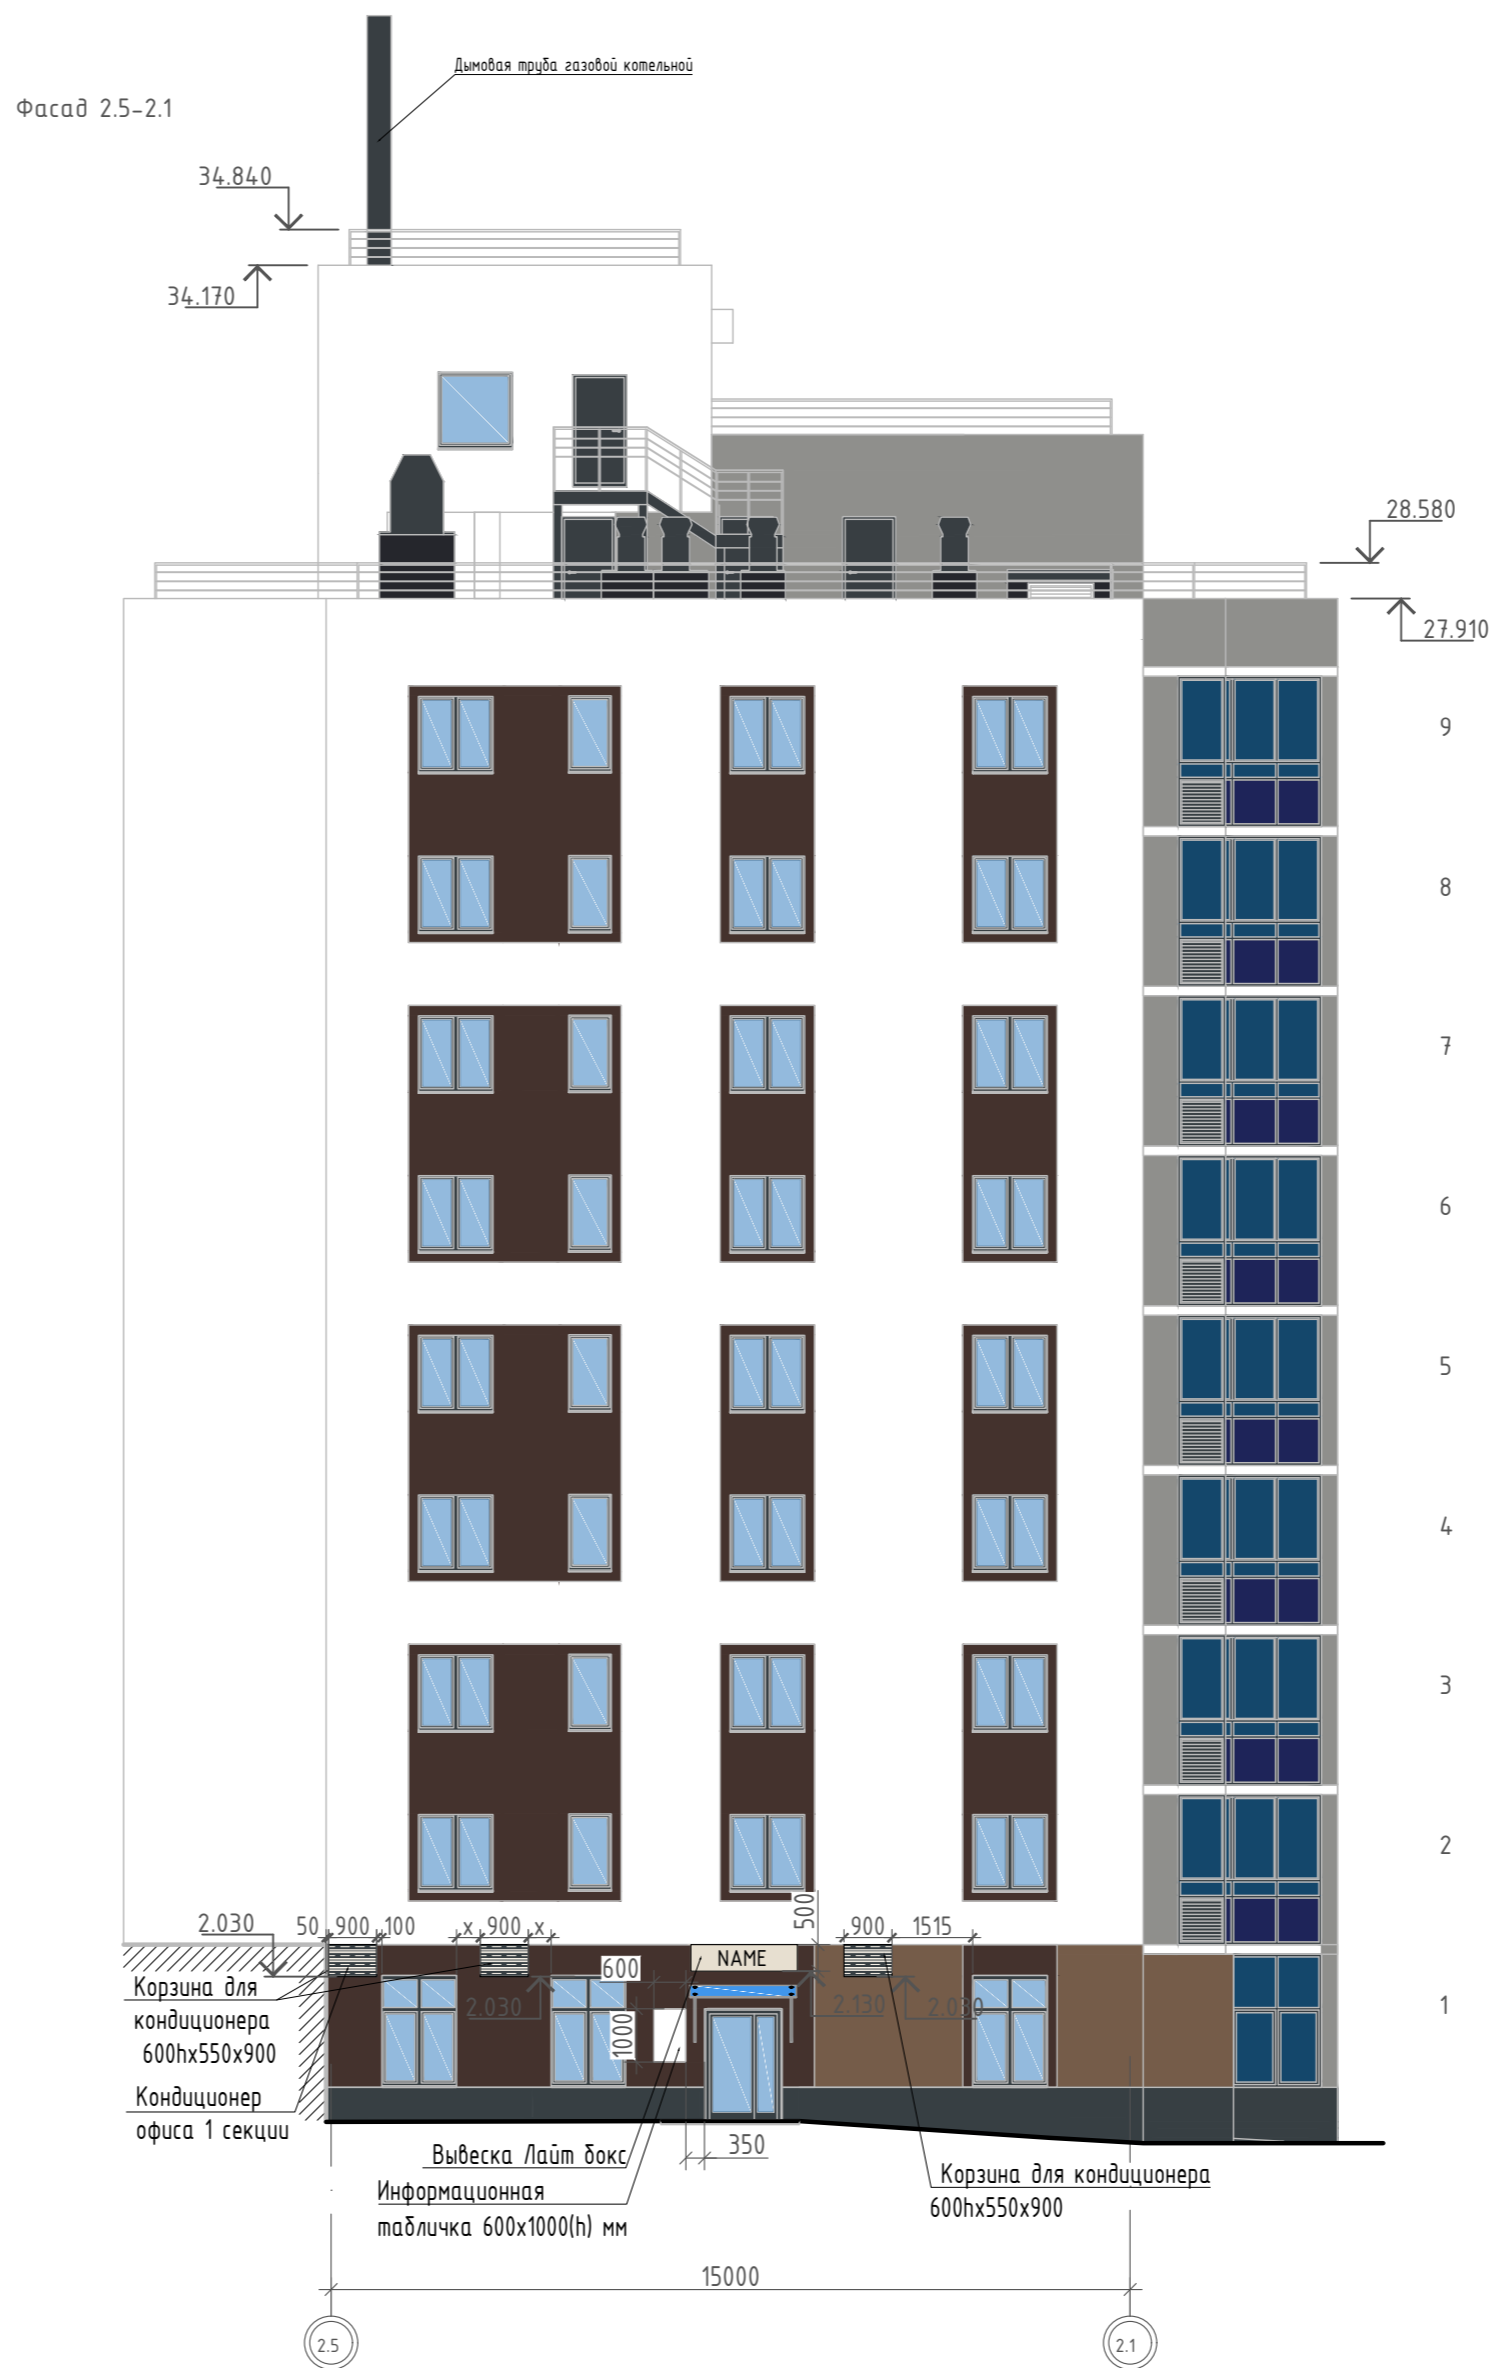 Дымовая труба газовой котельной
Фасад 2.5-2.1
34.840
34.170
28.580
27.910
9
8
7
6
5
4
3
2
1
500
2.030
50 900 100 x 900 x
900 1515
NAME
600
1000
2.030
2.130
2.030
Корзина для
кондиционера
600hx550x900
Кондиционер
офиса 1 секции
350
Вывеска Лайт бокс
Информационная
табличка 600x1000(h) мм
Корзина для кондиционера
600hx550x900
15000
2.5
2.1